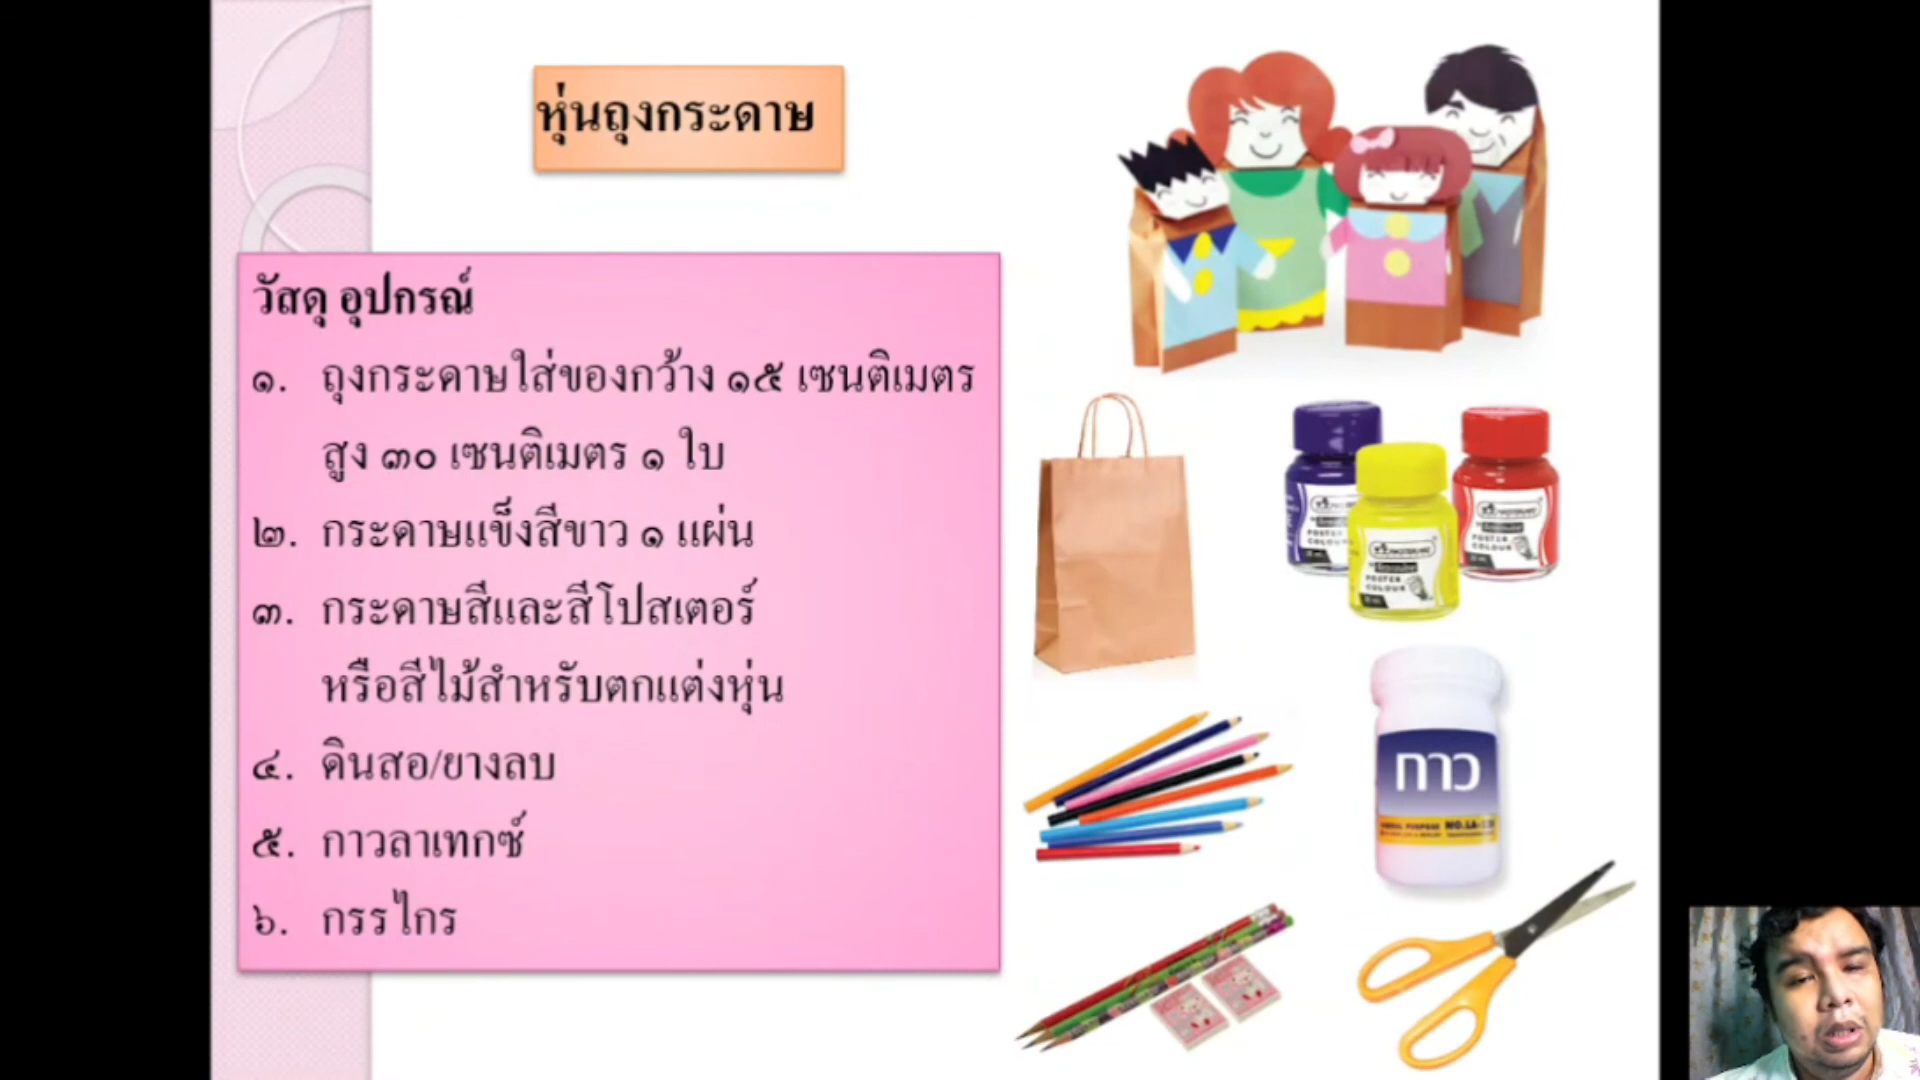 หุ่นถุงกระดาษ
วัสดุ อุปกรณ์
๑. ถุงกระดาษใส่ของกว้าง ๑๕ เซนติเมตร
สูง ๓๐ เซนติเมตร ๑ ใบ
๒. กระดาษแข็งสีขาว ๑ แผ่น
๓. กระดาษสีและสีโปสเตอร์
หรือสีไม้สำหรับตกแต่งหุ่น
๔. ดินสอ/ยางลบ
๕. กาวลาเทกซ์
๖. กรรไกร
POSTER
COLOUR
POSTER
COLOUR
กาว